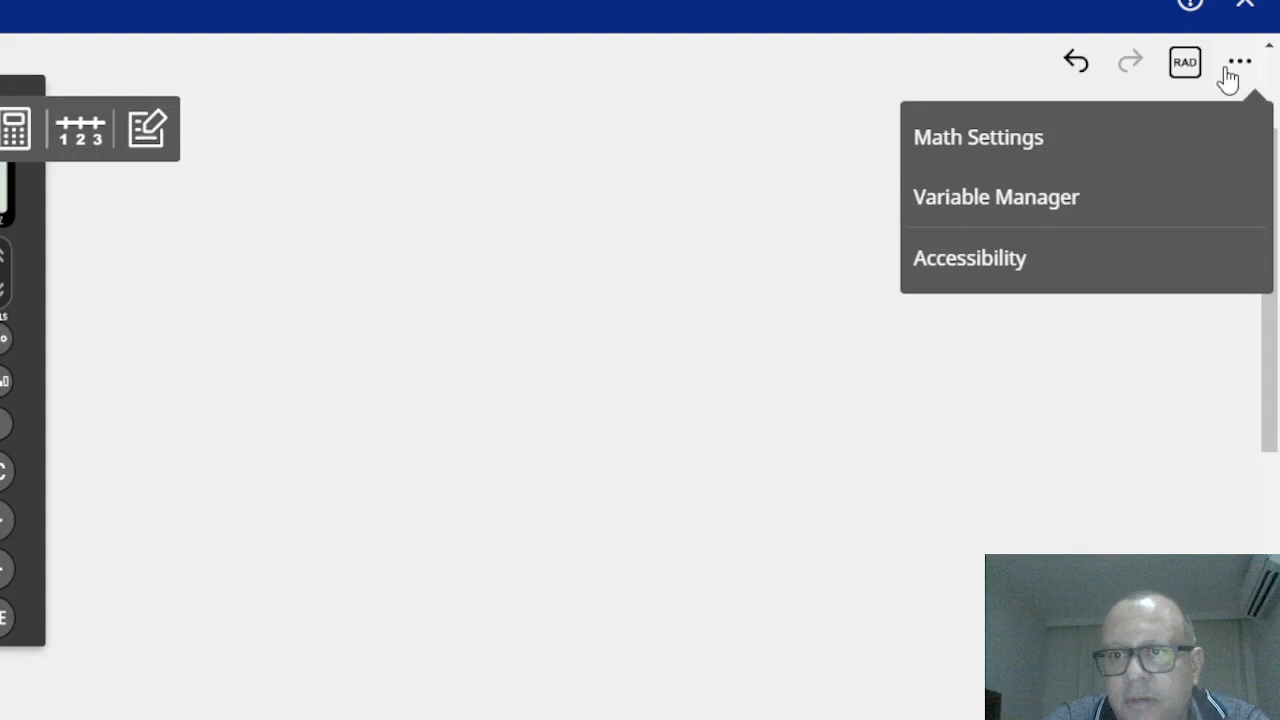 RAD
1 2 3
Math Settings
Variable Manager
Accessibility
C
E